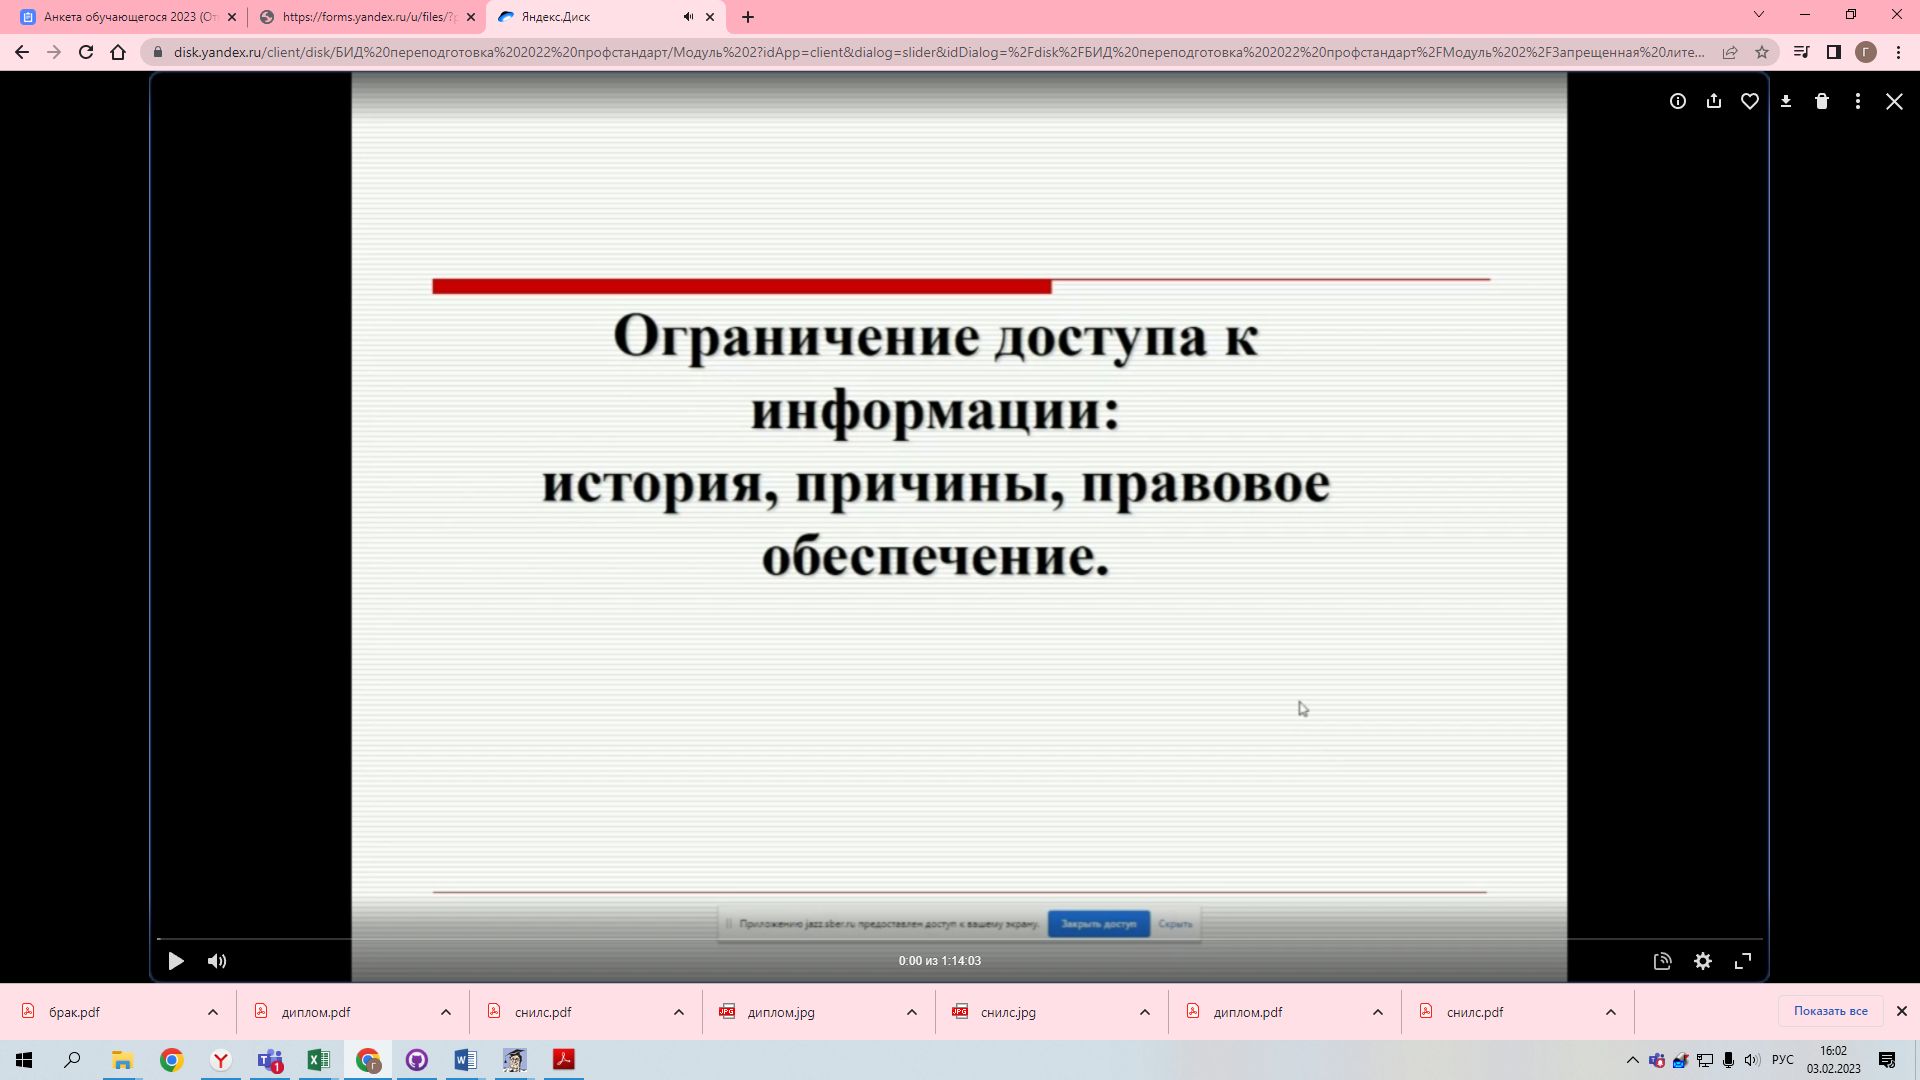 Анкета обучающегося 2023 (От
https://forms.yandex.ru/u/files/?p
Яндекс.Диск
disk.yandex.ru/client/disk/БИД%20переподготовка%202022%20профстандарт/Модуль%202?idApp=client&dialog=slider&idDialog=%2Fdisk%2FБИД%20переподготовка%202022%20профстандарт%2FМодуль%202%2FЗапрещенная%20лите...
Г
Ограничение доступа к
информации:
история, причины, правовое
обеспечение.
Приложению jazz.sber.ru предоставлен доступ к вашему экрану. Закрыть доступ Скрыть
0:00 из 1:14:03
брак.pdf
диплом.pdf
снилс.pdf
диплом.jpg
снилс.jpg
диплом.pdf
снилс.pdf
Показать все
РУС
16:02
03.02.2023